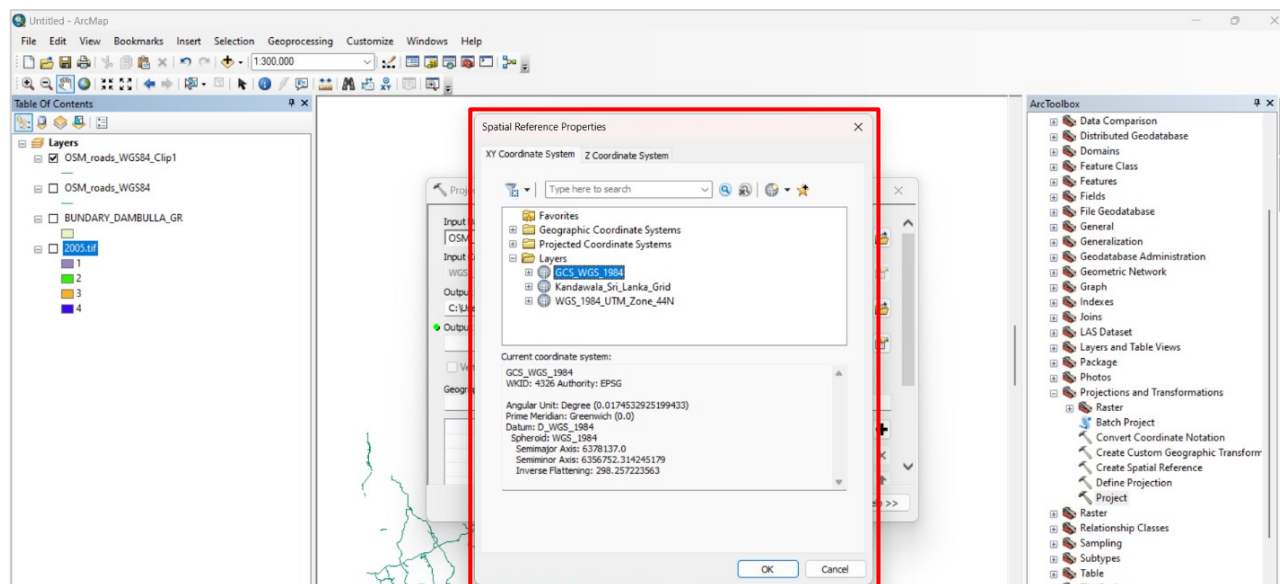 Untitled - ArcMap
File Edit View Bookmarks Insert Selection Geoprocessing Customize Windows Help
1:300,000
Table Of Contents
Layers
OSM_roads_WGS84_Clip1
OSM_roads_WGS84
BUNDARY_DAMBULLA_GR
2005.tif
1
2
3
4
Input
OSM_
Input C
WGS_
Output
C:\Use
Output
Geogra
>>
Spatial Reference Properties
XY Coordinate System Z Coordinate System
Type here to search
Favorites
Geographic Coordinate Systems
Projected Coordinate Systems
Layers
GCS_WGS_1984
Kandawala_Sri_Lanka_Grid
WGS_1984_UTM_Zone_44N
Current coordinate system:
GCS_WGS_1984
WKID: 4326 Authority: EPSG
Angular Unit: Degree (0.0174532925199433)
Prime Meridian: Greenwich (0.0)
Datum: D_WGS_1984
Spheroid: WGS_1984
Semimajor Axis: 6378137.0
Semiminor Axis: 6356752.314245179
Inverse Flattening: 298.257223563
OK Cancel
ArcToolbox
Data Comparison
Distributed Geodatabase
Domains
Feature Class
Features
Fields
File Geodatabase
General
Generalization
Geodatabase Administration
Geometric Network
Graph
Indexes
Joins
LAS Dataset
Layers and Table Views
Package
Photos
Projections and Transformations
Raster
Batch Project
Convert Coordinate Notation
Create Custom Geographic Transform
Create Spatial Reference
Define Projection
Project
Raster
Relationship Classes
Sampling
Subtypes
Table